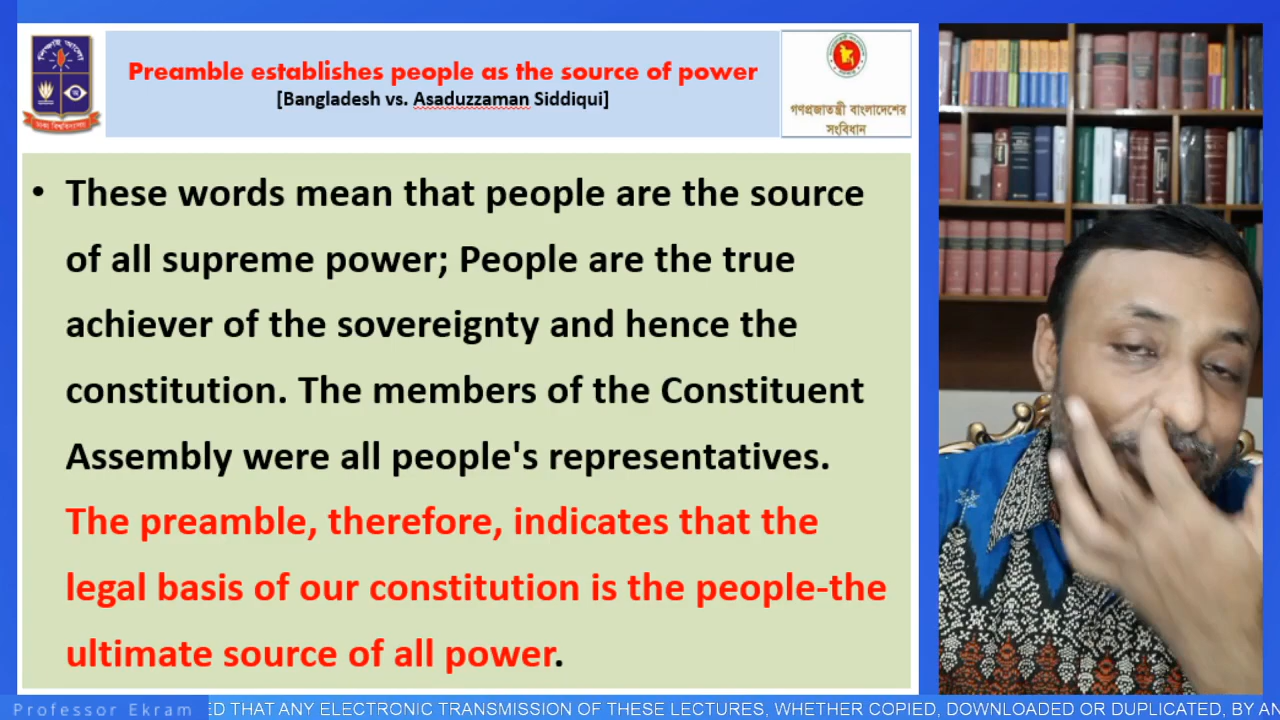 Preamble establishes people as the source of power
[Bangladesh vs. Asaduzzaman Siddiqui]
গণপ্রজাতন্ত্রী বাংলাদেশের
সংবিধান
• These words mean that people are the source
of all supreme power; People are the true
achiever of the sovereignty and hence the
constitution. The members of the Constituent
Assembly were all people's representatives.
The preamble, therefore, indicates that the
legal basis of our constitution is the people-the
ultimate source of all power.
Professor Ekram
ED THAT ANY ELECTRONIC TRANSMISSION OF THESE LECTURES, WHETHER COPIED, DOWNLOADED OR DUPLICATED, BY AN